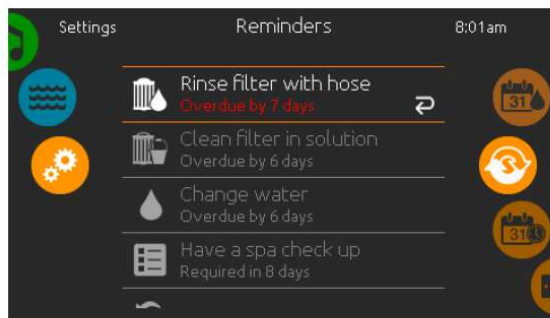 Settings
Reminders
8:01am
Rinse filter with hose
Overdue by 7 days
Clean filter in solution
Overdue by 6 days
Change water
Overdue by 6 days
Have a spa check up
Required in 8 days
31
31